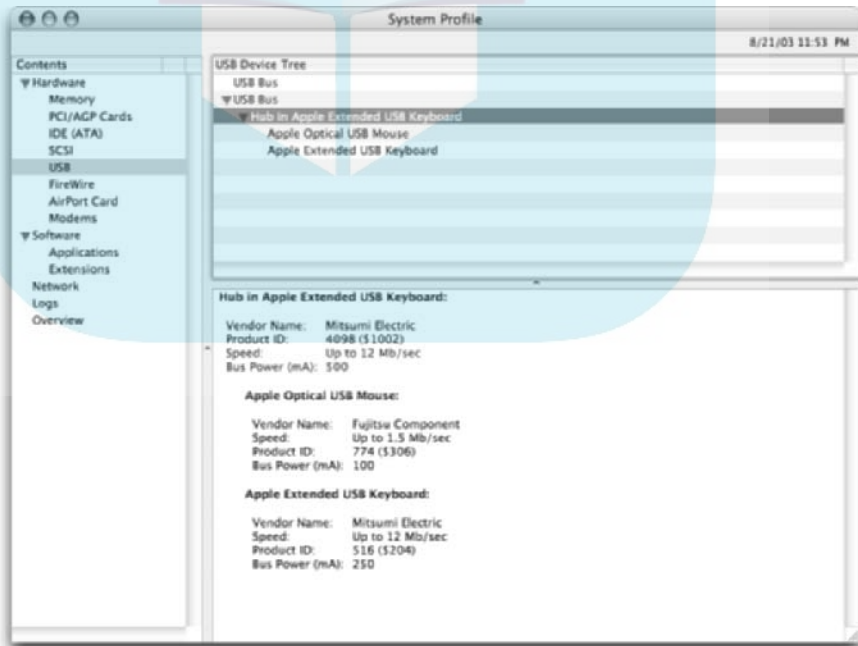 System Profile
8/21/03 11:53 PM
Contents
Hardware
Memory
PCI/AGP Cards
IDE (ATA)
SCSI
USB
FireWire
AirPort Card
Modems
Software
Applications
Extensions
Network
Logs
Overview
USB Device Tree
USB Bus
USB Bus
Hub in Apple Extended USB Keyboard
Apple Optical USB Mouse
Apple Extended USB Keyboard
Hub in Apple Extended USB Keyboard:
Vendor Name: Mitsumi Electric
Product ID: 4098 ($1002)
Speed: Up to 12 Mb/sec
Bus Power (mA): 500
Apple Optical USB Mouse:
Vendor Name: Fujitsu Component
Speed: Up to 1.5 Mb/sec
Product ID: 774 ($306)
Bus Power (mA): 100
Apple Extended USB Keyboard:
Vendor Name: Mitsumi Electric
Speed: Up to 12 Mb/sec
Product ID: 516 ($204)
Bus Power (mA): 250